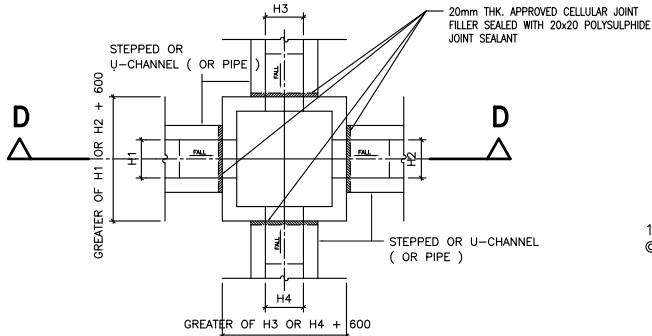 H3
20mm THK. APPROVED CELLULAR JOINT
FILLER SEALED WITH 20x20 POLYSULPHIDE
JOINT SEALANT
STEPPED OR
U-CHANNEL ( OR PIPE )
FALL
D
D
GREATER OF H1 OR H2 + 600
H1
FALL
FALL
H2
FALL
STEPPED OR U-CHANNEL
( OR PIPE )
1
©
H4
GREATER OF H3 OR H4 + 600